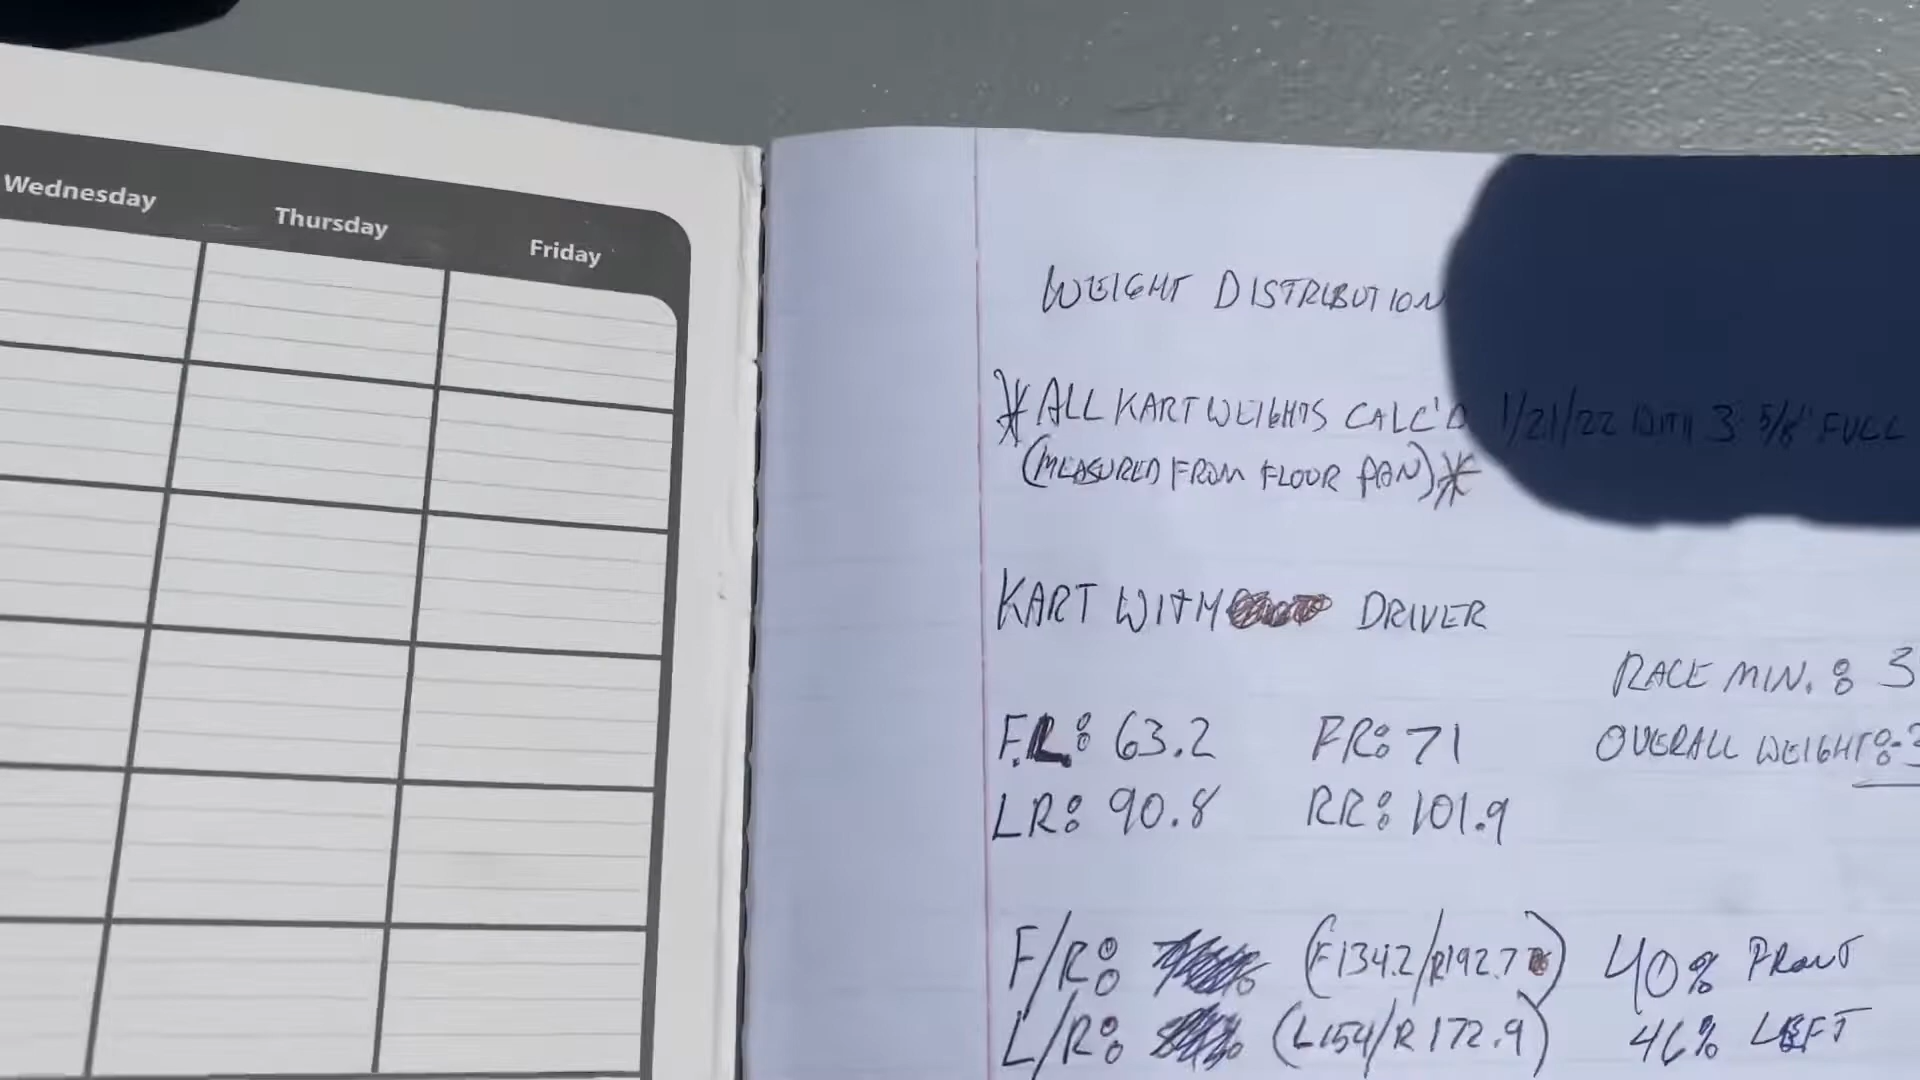 Wednesday Thursday Friday
WEIGHT DISTRIBUTION
*ALL KART WEIGHTS CALC'D 1/21/22 WITH 3 5/8" FULL
(MEASURED FROM FLOOR PAN)*
KART WITH DRIVER
RACE MIN.: 3
FL: 63.2 FR: 71 OVERALL WEIGHT: 3
LR: 90.8 RR: 101.9
F/R: (F134.2/R192.7) 40% FRONT
L/R: (L154/R172.9) 46% LEFT